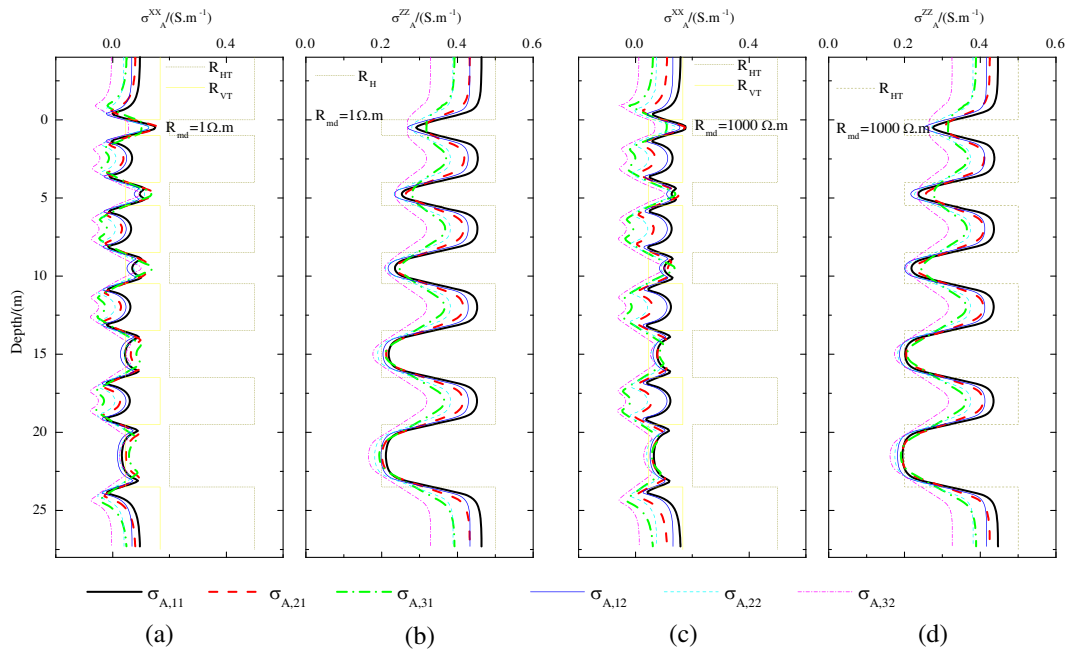 σ^XX_A/(S.m⁻¹)
0.0 0.4
σ^ZZ_A/(S.m⁻¹)
0.0 0.2 0.4 0.6
σ^XX_A/(S.m⁻¹)
0.0 0.4
σ^ZZ_A/(S.m⁻¹)
0.0 0.2 0.4 0.6
Depth/(m)
0
5
10
15
20
25
R_HT
R_VT
R_md=1Ω.m
R_H
R_md=1Ω.m
R_HT
R_VT
R_md=1000 Ω.m
R_HT
R_md=1000 Ω.m
σ_A,11 σ_A,21 σ_A,31 σ_A,12 σ_A,22 σ_A,32
(a) (b) (c) (d)